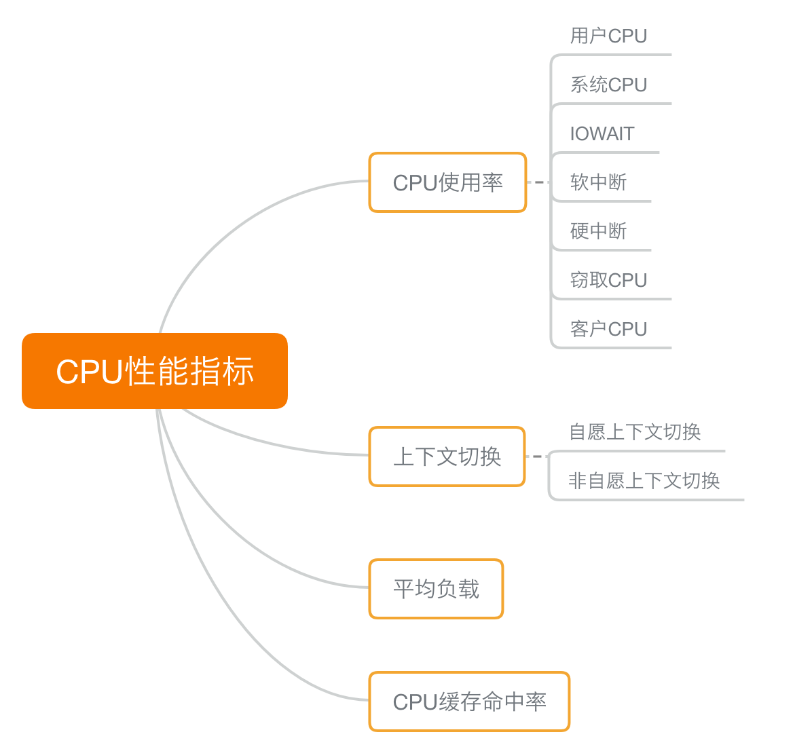 CPU性能指标
CPU使用率
用户CPU
系统CPU
IOWAIT
软中断
硬中断
窃取CPU
客户CPU
上下文切换
自愿上下文切换
非自愿上下文切换
平均负载
CPU缓存命中率